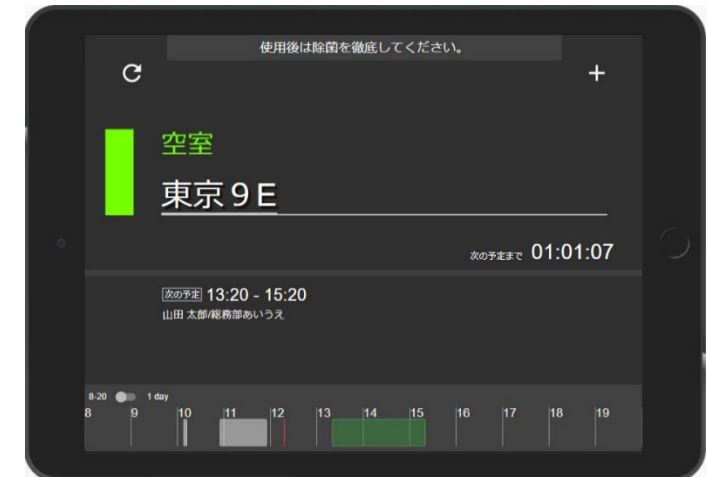 使用後は除菌を徹底してください。
空室
東京９Ｅ
次の予定まで 01:01:07
次の予定 13:20 - 15:20
山田 太郎/総務部あいうえ
8-20 1 day
8 9 10 11 12 13 14 15 16 17 18 19